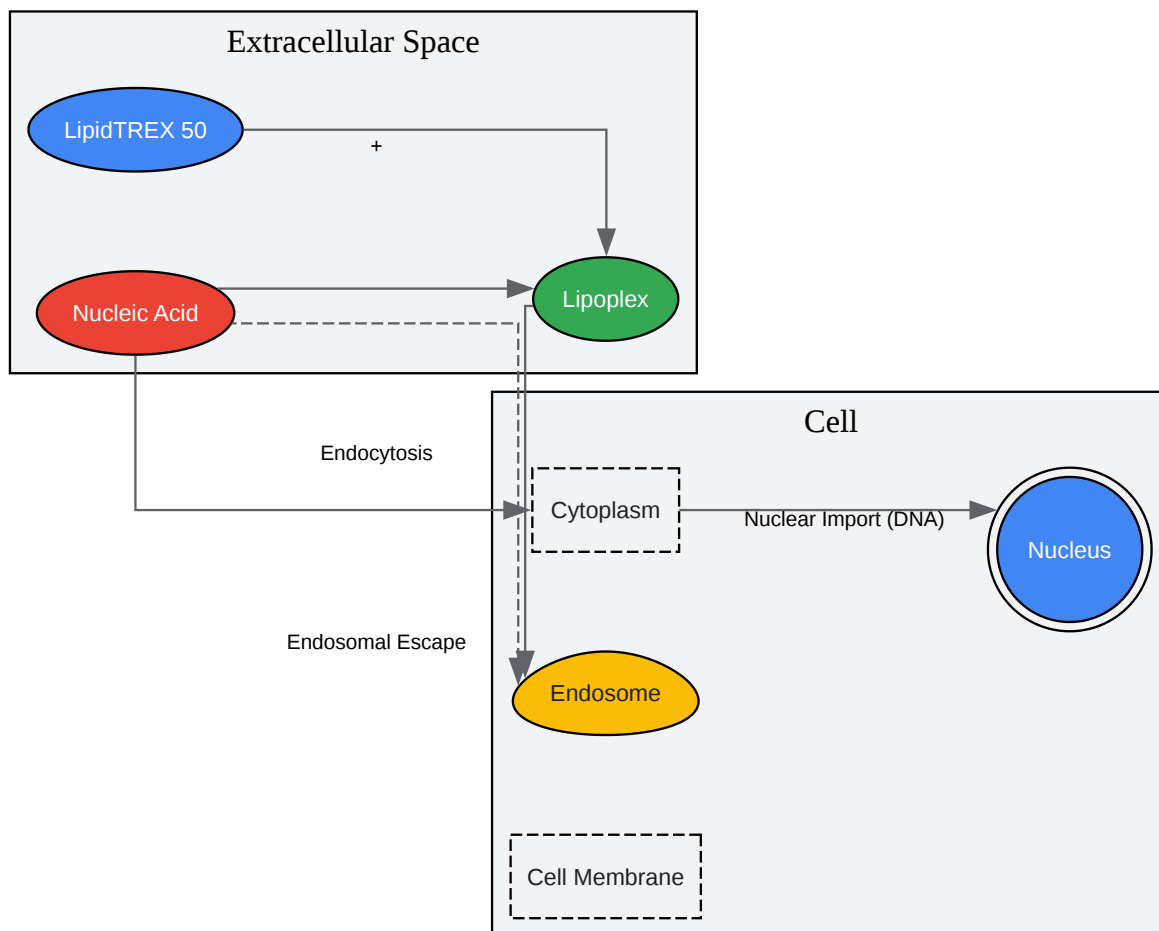 Extracellular Space
LipidTREX 50
+
Nucleic Acid
Lipoplex
Cell
Endocytosis
Cytoplasm
Nuclear Import (DNA)
Nucleus
Endosomal Escape
Endosome
Cell Membrane